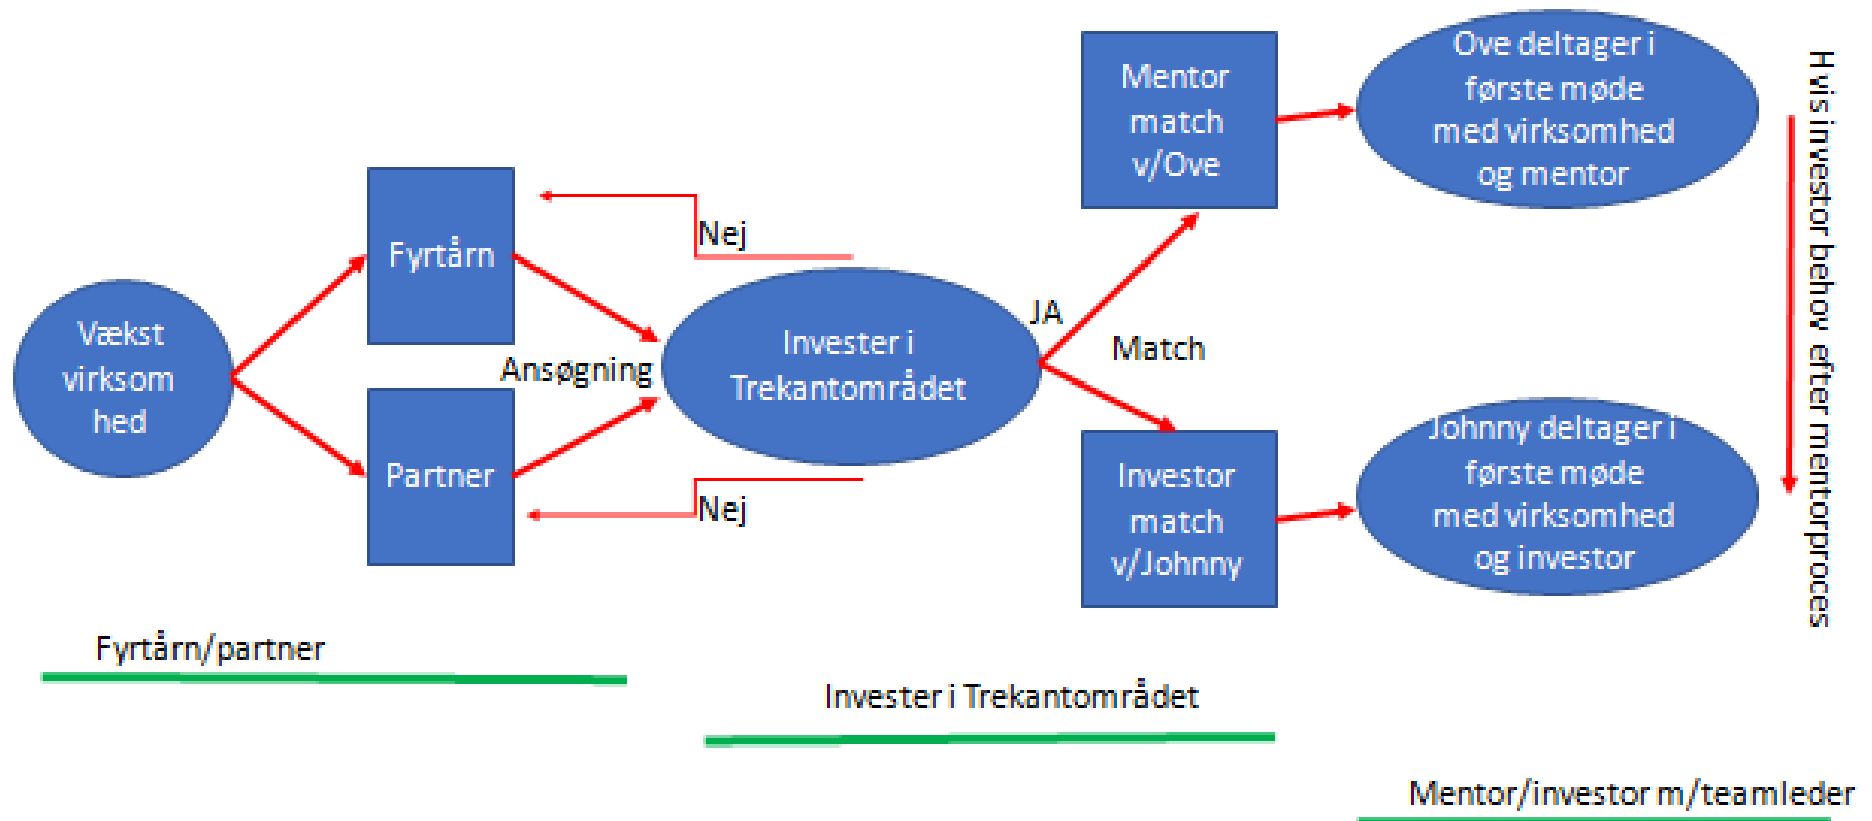 Vækst
virksom
hed
Fyrtårn
Partner
Nej
Ansøgning
Nej
Invester i
Trekantområdet
JA
Match
Mentor
match
v/Ove
Investor
match
v/Johnny
Ove deltager i
første møde
med virksomhed
og mentor
Johnny deltager i
første møde
med virksomhed
og investor
Hvis investor behov efter mentorproces
Fyrtårn/partner
Invester i Trekantområdet
Mentor/investor m/teamleder